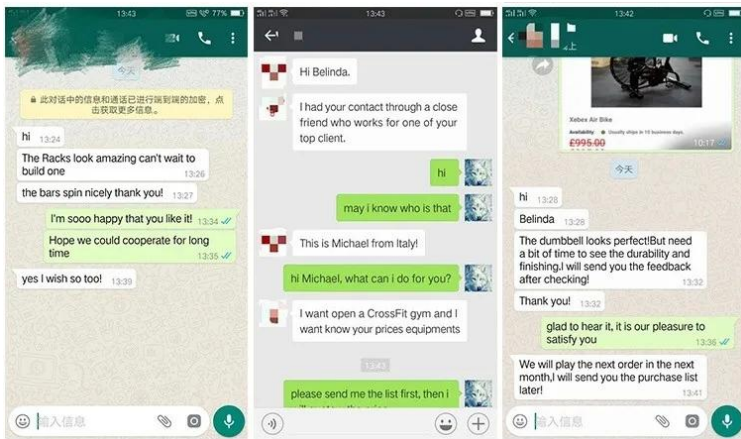 13:43
77%
今天
此对话中的信息和通话已进行端到端的加密，点
击获取更多信息。
hi 13:24
The Racks look amazing can't wait to
build one 13:26
the bars spin nicely thank you! 13:27
I'm sooo happy that you like it! 13:34
Hope we could cooperate for long
time 13:35
yes I wish so too! 13:39
输入信息
13:43
Hi Belinda.
I had your contact through a close
friend who works for one of your
top client.
hi
may i know who is that
This is Michael from Italy!
hi Michael, what can i do for you?
I want open a CrossFit gym and I
want know your prices equipments
13:43
please send me the list first, then i
13:42
上
Xebex Air Bike
Availability Usually ships in 10 business days.
£995.00 10:17
今天
hi 13:28
Belinda 13:28
The dumbbell looks perfect!But need
a bit of time to see the durability and
finishing.I will send you the feedback
after checking! 13:32
Thank you! 13:32
glad to hear it, it is our pleasure to
satisfy you 13:36
We will play the next order in the next
month,I will send you the purchase list
later! 13:41
输入信息